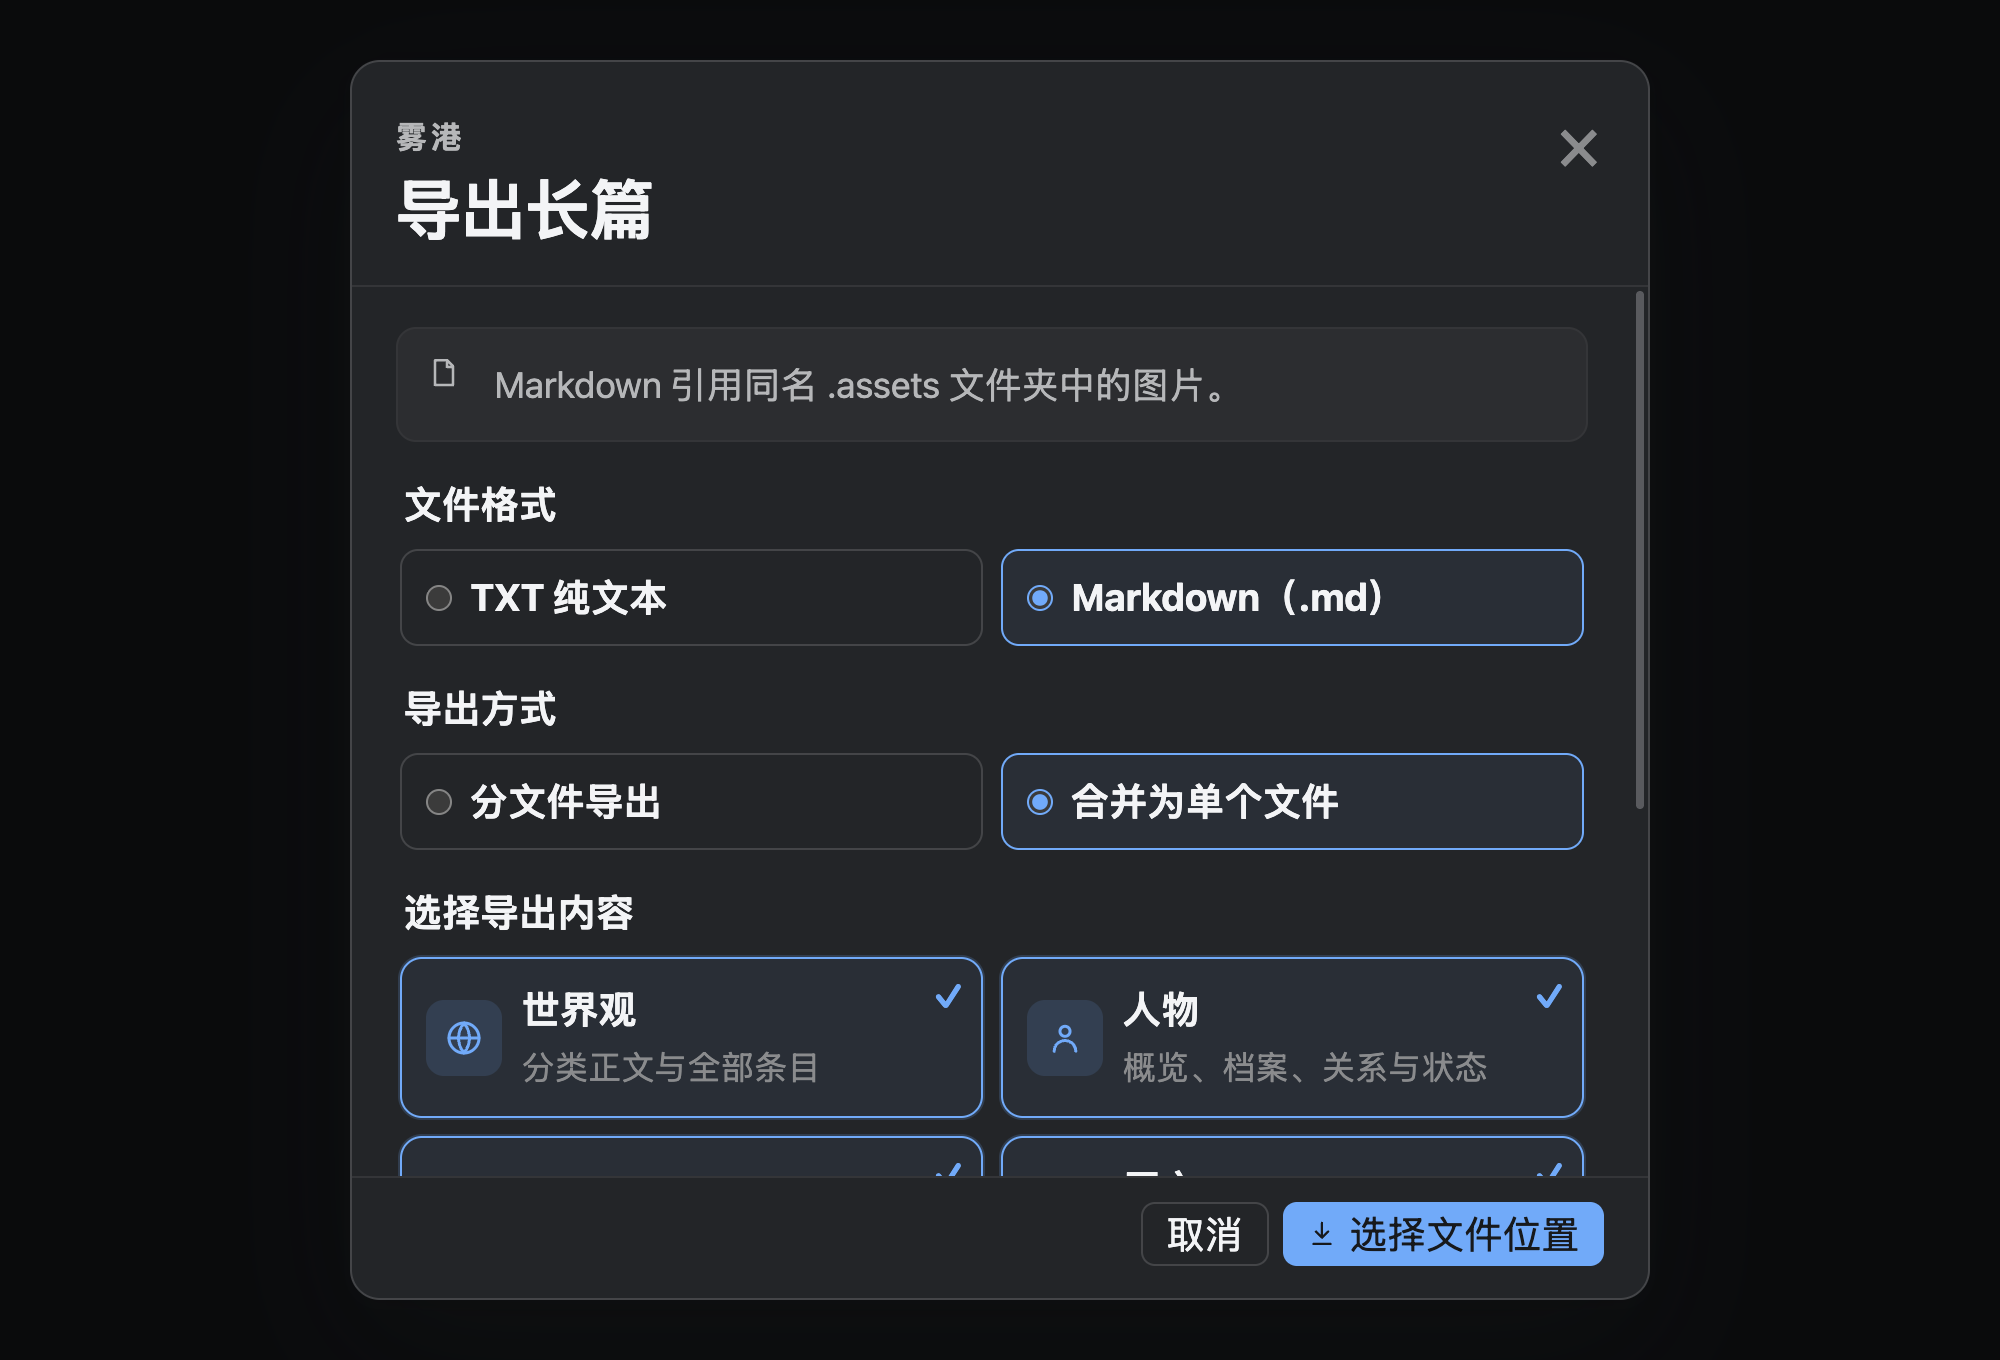 雾港
导出长篇
Markdown 引用同名 .assets 文件夹中的图片。
文件格式
TXT 纯文本
Markdown（.md）
导出方式
分文件导出
合并为单个文件
选择导出内容
世界观
分类正文与全部条目
人物
概览、档案、关系与状态
取消
选择文件位置